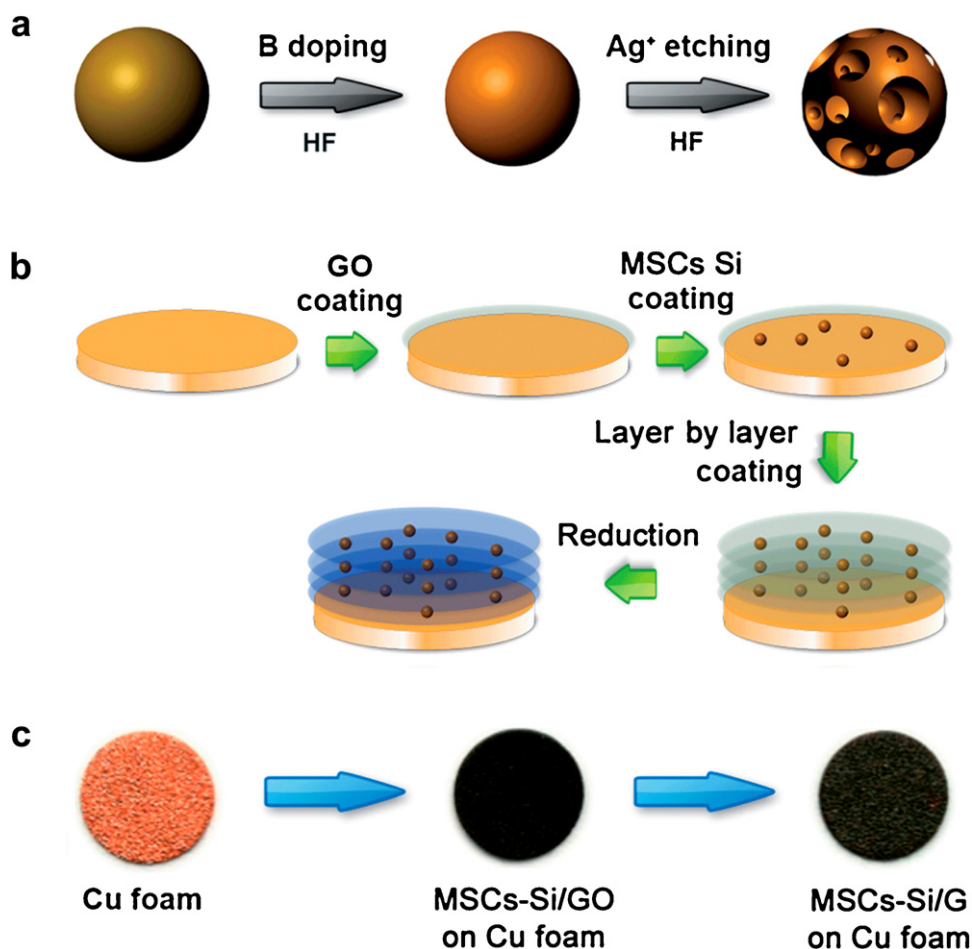 a
B doping
HF
Ag⁺ etching
HF
b
GO
coating
MSCs Si
coating
Layer by layer
coating
Reduction
c
Cu foam
MSCs-Si/GO
on Cu foam
MSCs-Si/G
on Cu foam